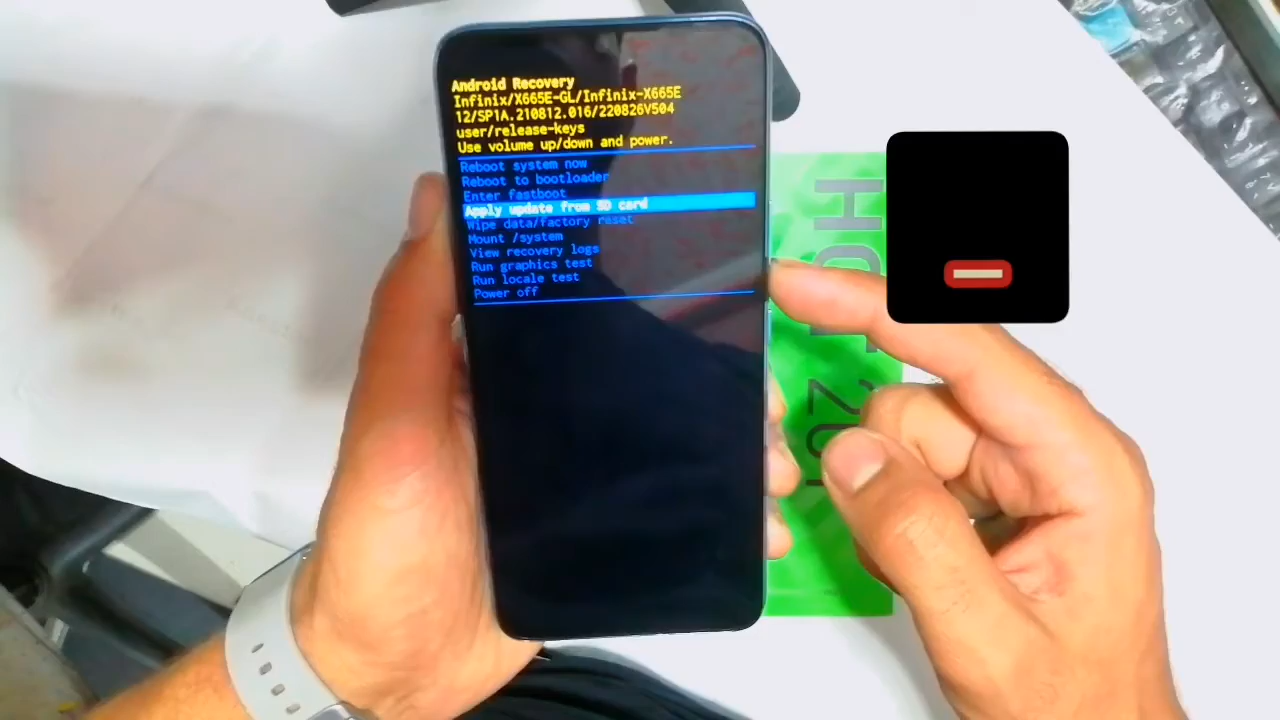 Android Recovery
Infinix/X665E-GL/Infinix-X665E
12/SP1A.210812.016/220826V504
user/release-keys
Use volume up/down and power.
Reboot system now
Reboot to bootloader
Enter fastboot
Apply update from SD card
Wipe data/factory reset
Mount /system
View recovery logs
Run graphics test
Run locale test
Power off
HOT 20i